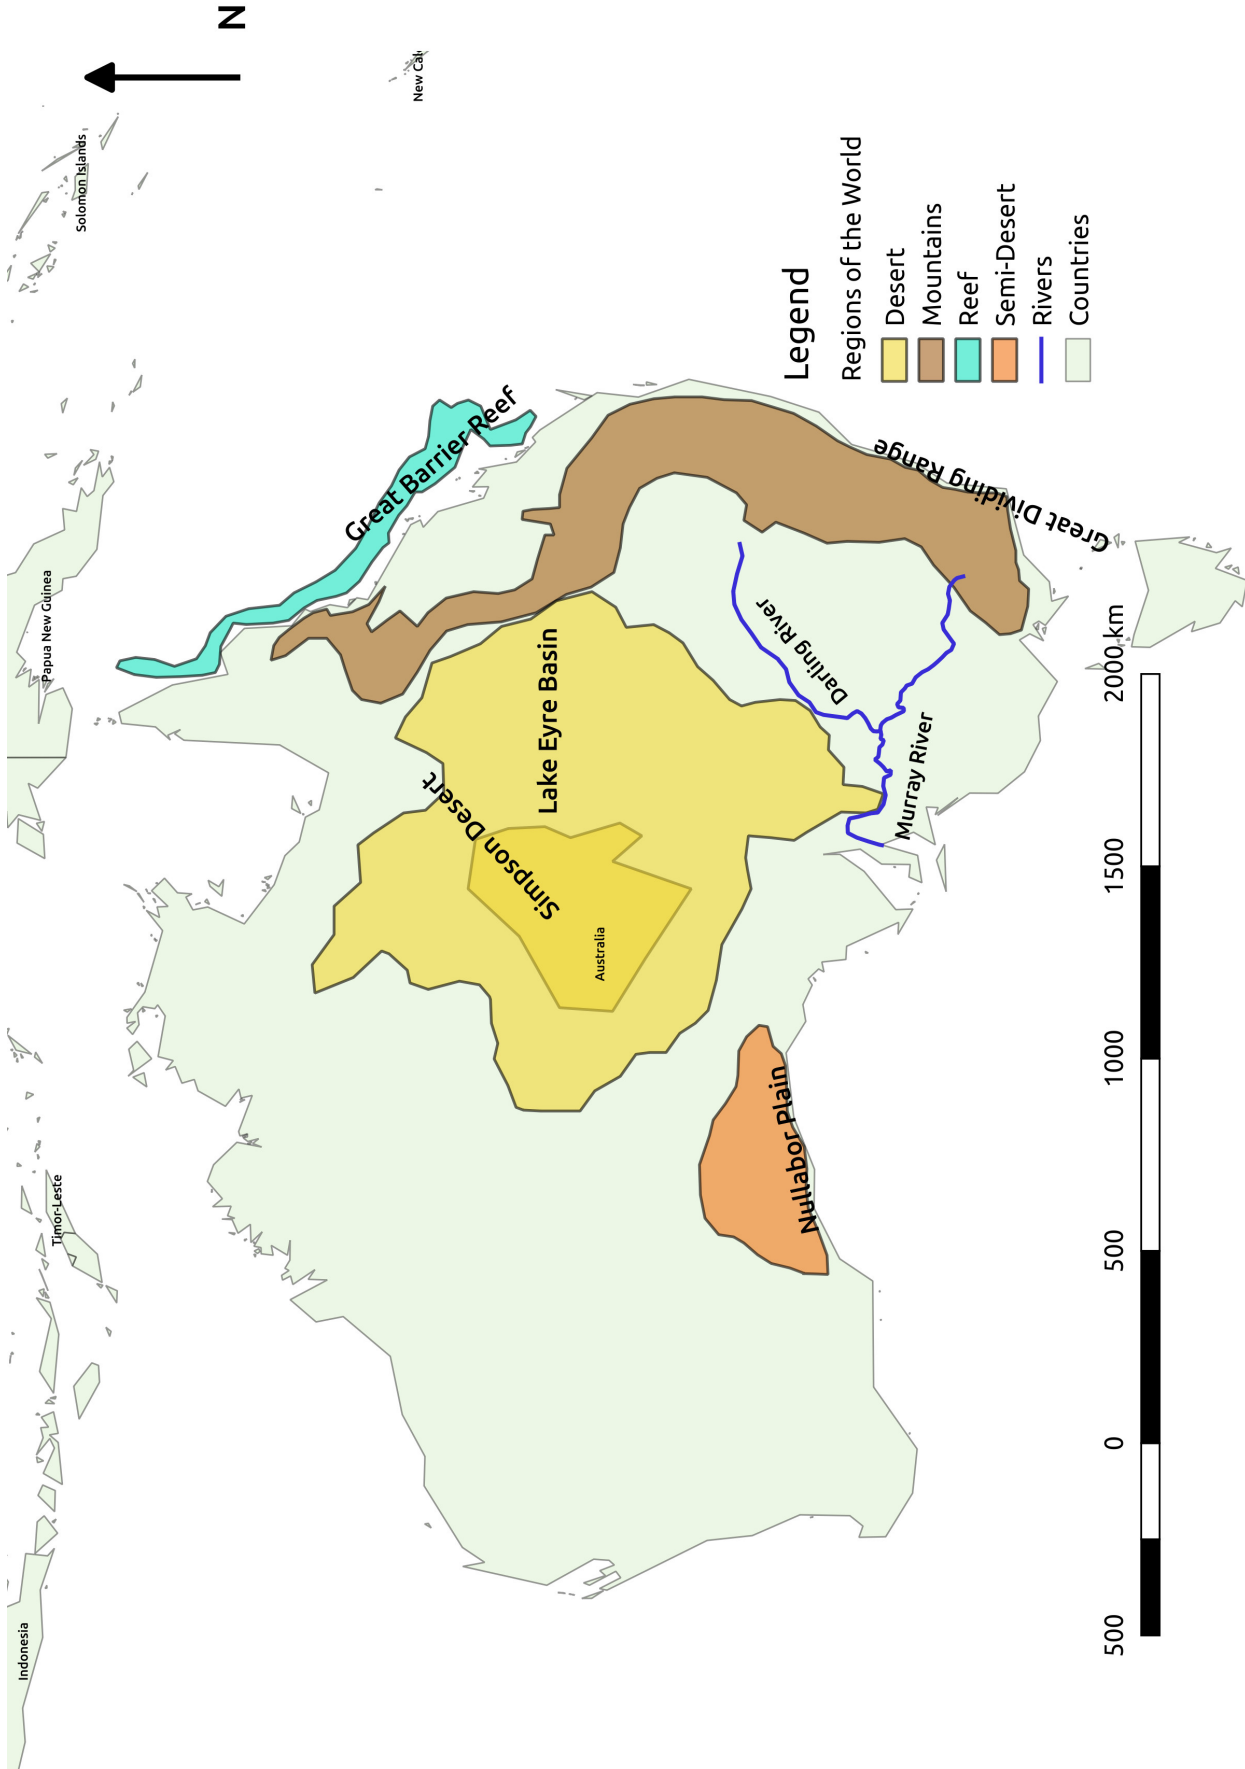 N
Indonesia
Timor-Leste
Papua New Guinea
Solomon Islands
New Cal
Great Barrier Reef
Lake Eyre Basin
Simpson Desert
Australia
Great Dividing Range
Darling River
Murray River
Nullabor Plain
Legend
Regions of the World
Desert
Mountains
Reef
Semi-Desert
Rivers
Countries
500 0 500 1000 1500 2000 km